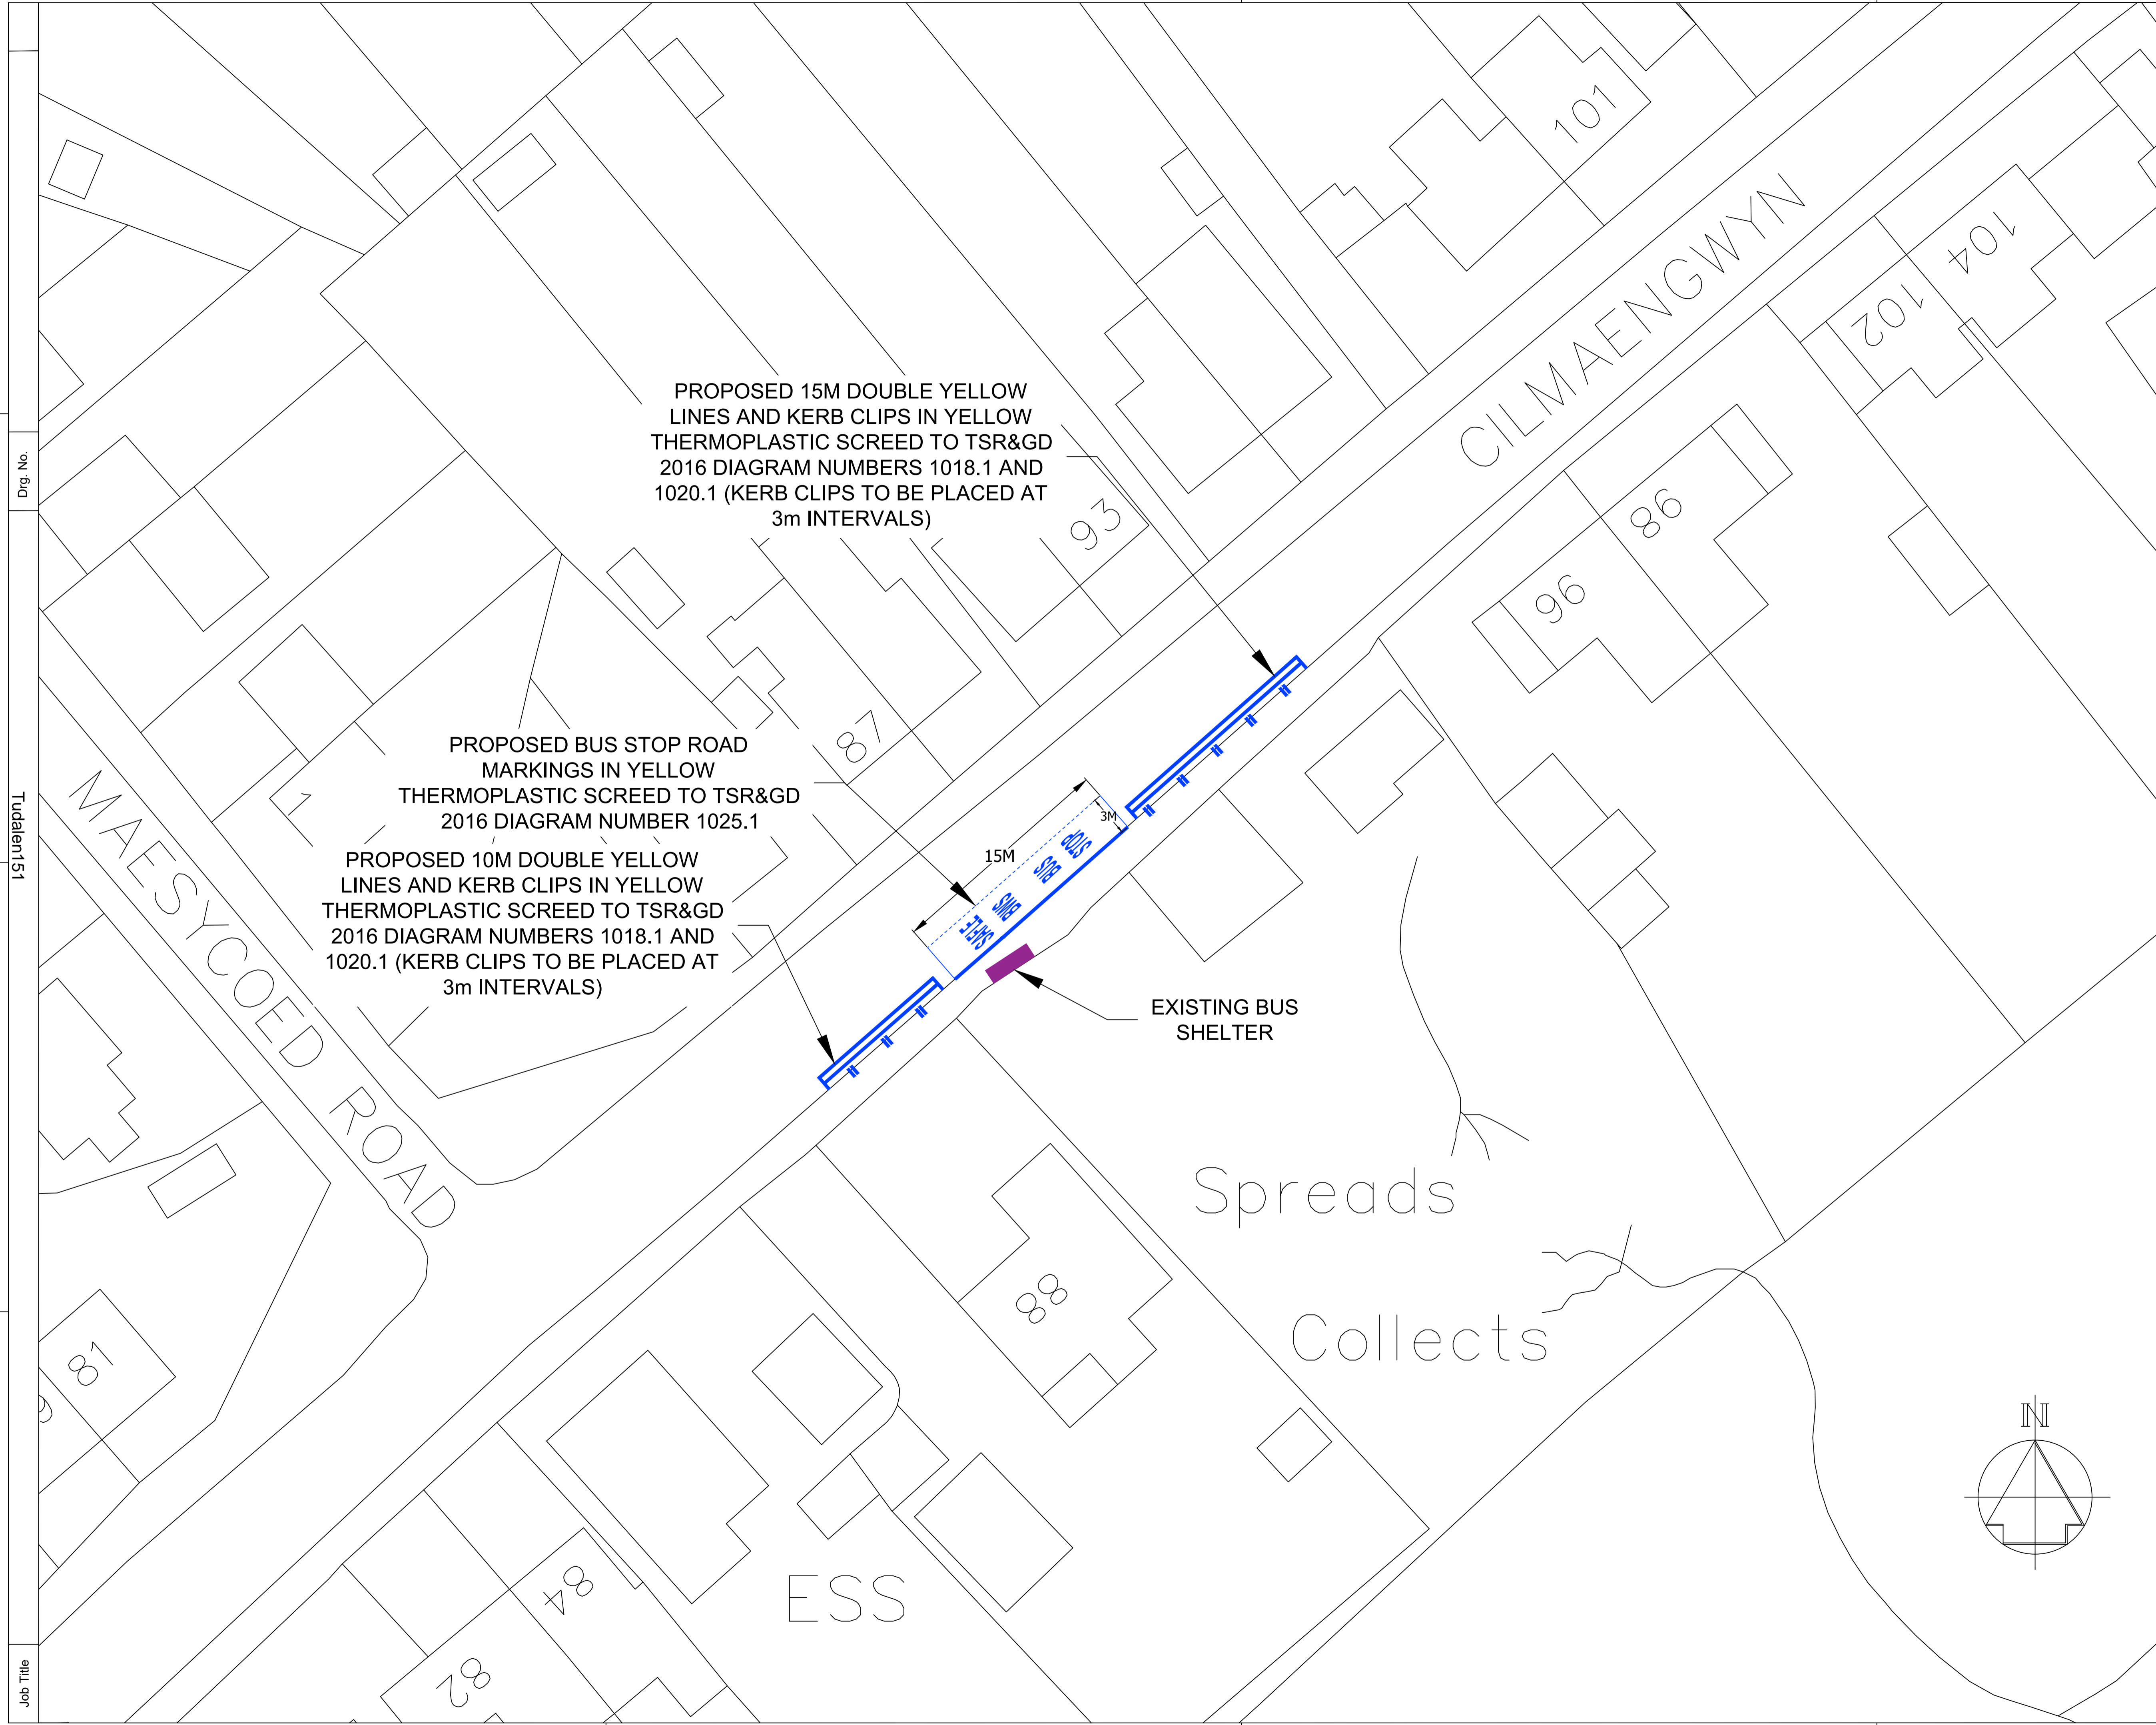 101
CILMAENGWYN
104
102
PROPOSED 15M DOUBLE YELLOW
LINES AND KERB CLIPS IN YELLOW
THERMOPLASTIC SCREED TO TSR&GD
2016 DIAGRAM NUMBERS 1018.1 AND
1020.1 (KERB CLIPS TO BE PLACED AT
3m INTERVALS)
93
98
96
Drg. No.
87
PROPOSED BUS STOP ROAD
MARKINGS IN YELLOW
THERMOPLASTIC SCREED TO TSR&GD
2016 DIAGRAM NUMBER 1025.1
1
MAESYCOED ROAD
Tudalen151
3M
15M
SAFLE
BWS
BUS
STOP
PROPOSED 10M DOUBLE YELLOW
LINES AND KERB CLIPS IN YELLOW
THERMOPLASTIC SCREED TO TSR&GD
2016 DIAGRAM NUMBERS 1018.1 AND
1020.1 (KERB CLIPS TO BE PLACED AT
3m INTERVALS)
EXISTING BUS
SHELTER
Spreads
Collects
88
81
N
84
ESS
82
Job Title